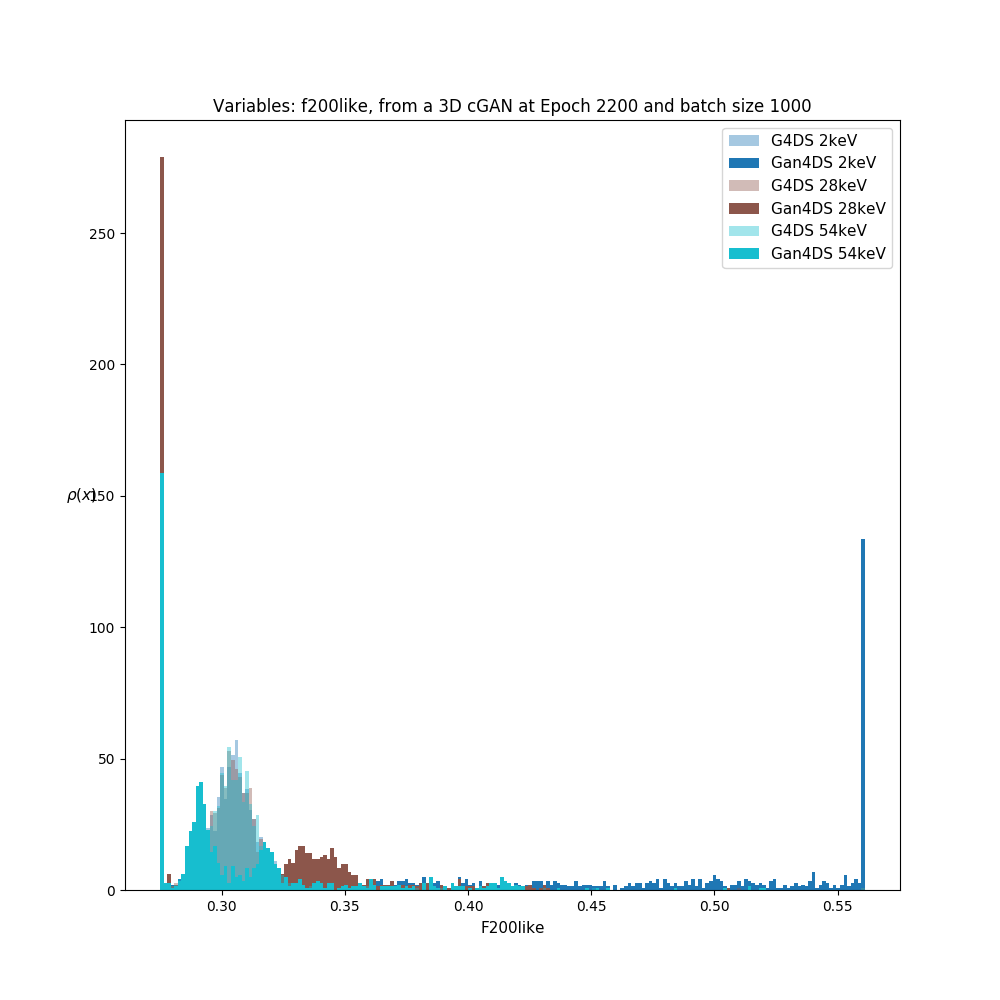 Variables: f200like, from a 3D cGAN at Epoch 2200 and batch size 1000
G4DS 2keV
Gan4DS 2keV
G4DS 28keV
Gan4DS 28keV
G4DS 54keV
Gan4DS 54keV
250
200
ρ(x)
150
100
50
0
0.30 0.35 0.40 0.45 0.50 0.55
F200like